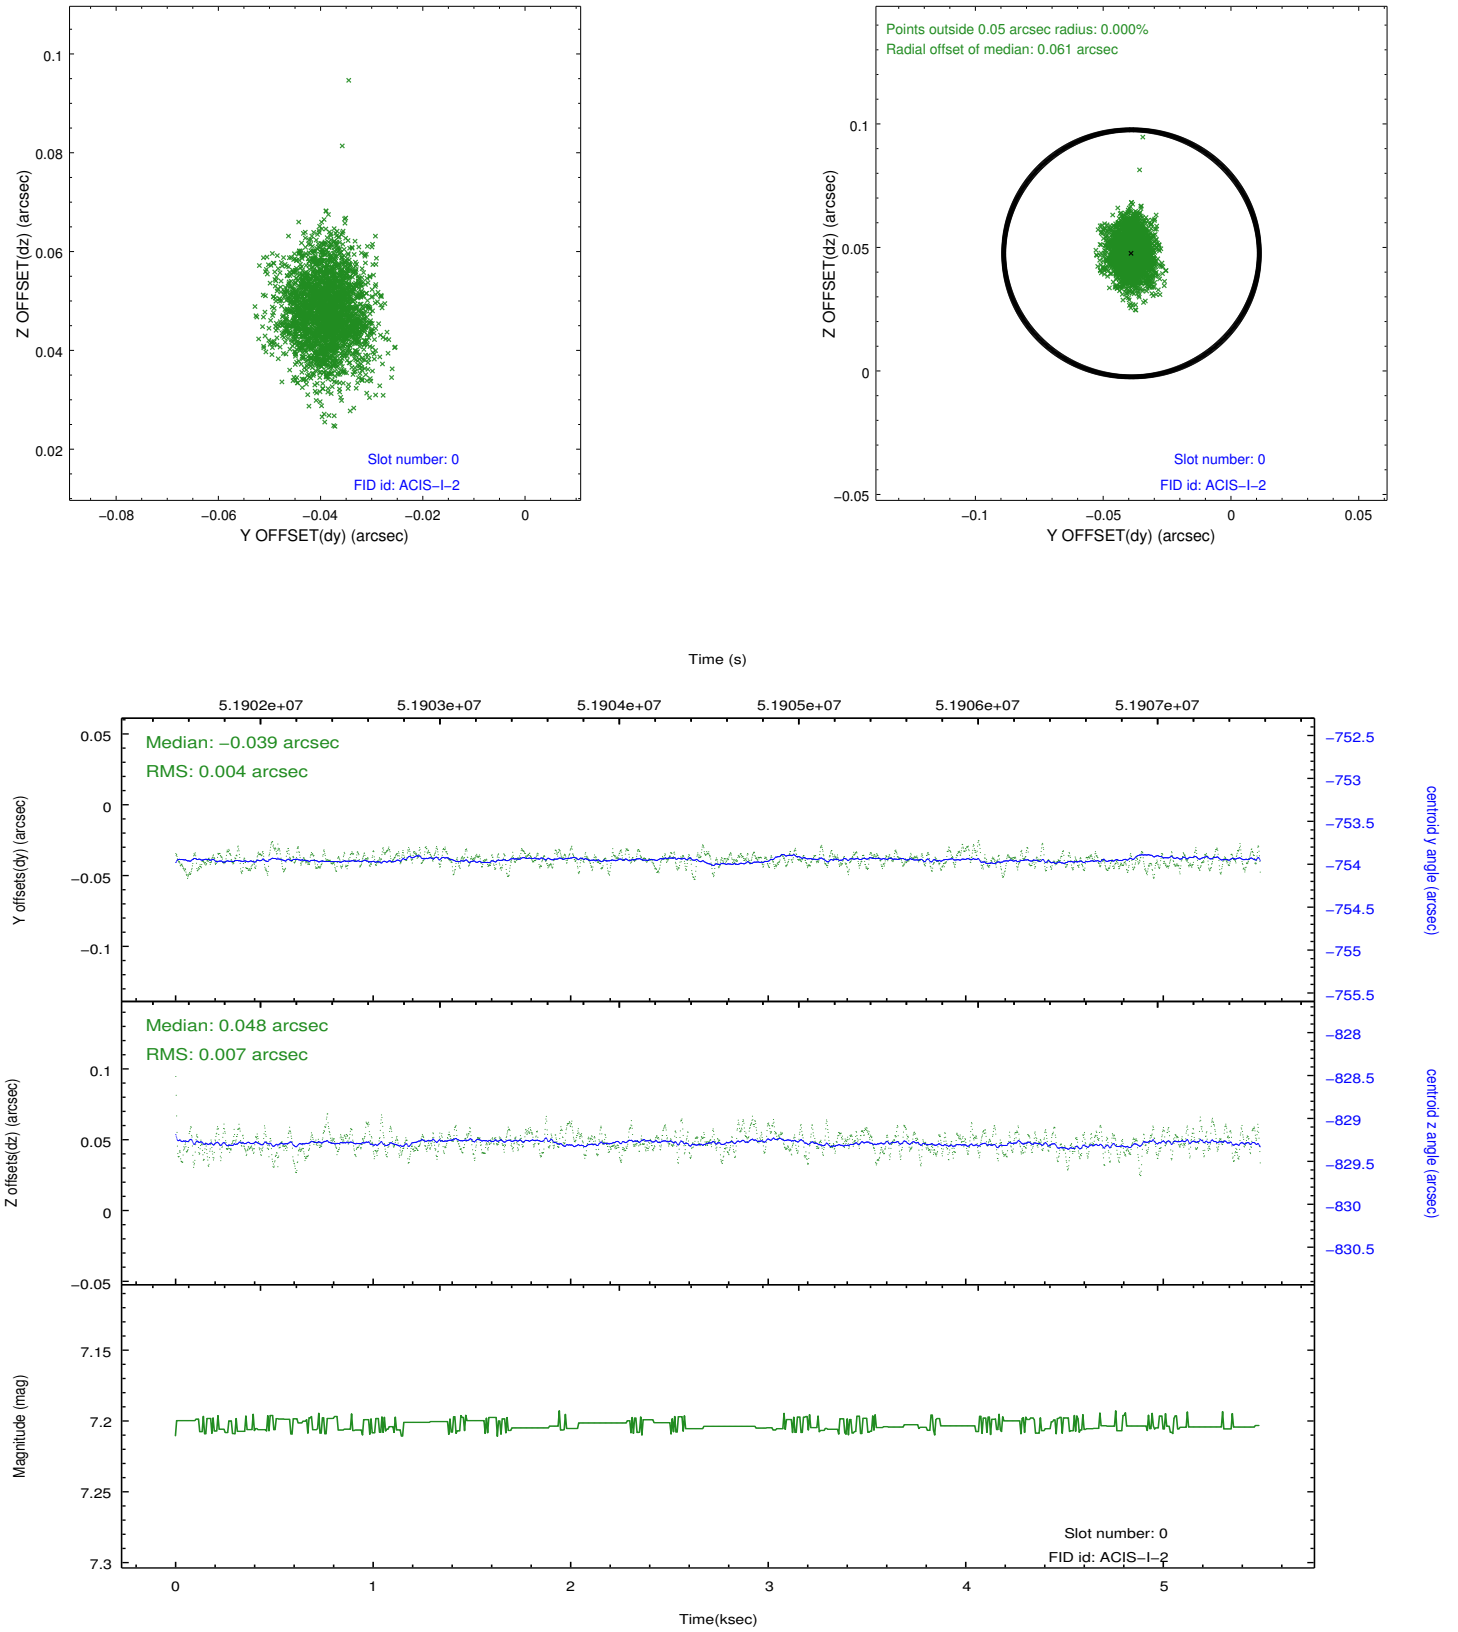 0.1
0.08
0.06
0.04
0.02
Z OFFSET(dz) (arcsec)
Slot number: 0
FID id: ACIS−I−2
−0.08 −0.06 −0.04 −0.02 0
Y OFFSET(dy) (arcsec)
Points outside 0.05 arcsec radius: 0.000%
Radial offset of median: 0.061 arcsec
0.1
0.05
0
−0.05
Z OFFSET(dz) (arcsec)
Slot number: 0
FID id: ACIS−I−2
−0.1 −0.05 0 0.05
Y OFFSET(dy) (arcsec)
Time (s)
5.1902e+07 5.1903e+07 5.1904e+07 5.1905e+07 5.1906e+07 5.1907e+07
Median: −0.039 arcsec
RMS: 0.004 arcsec
0.05
0
−0.05
−0.1
Y offsets(dy) (arcsec)
−752.5
−753
−753.5
−754
−754.5
−755
−755.5
centroid y angle (arcsec)
Median: 0.048 arcsec
RMS: 0.007 arcsec
0.1
0.05
0
−0.05
Z offsets(dz) (arcsec)
−828
−828.5
−829
−829.5
−830
−830.5
centroid z angle (arcsec)
7.15
7.2
7.25
7.3
Magnitude (mag)
Slot number: 0
FID id: ACIS−I−2
0 1 2 3 4 5
Time(ksec)